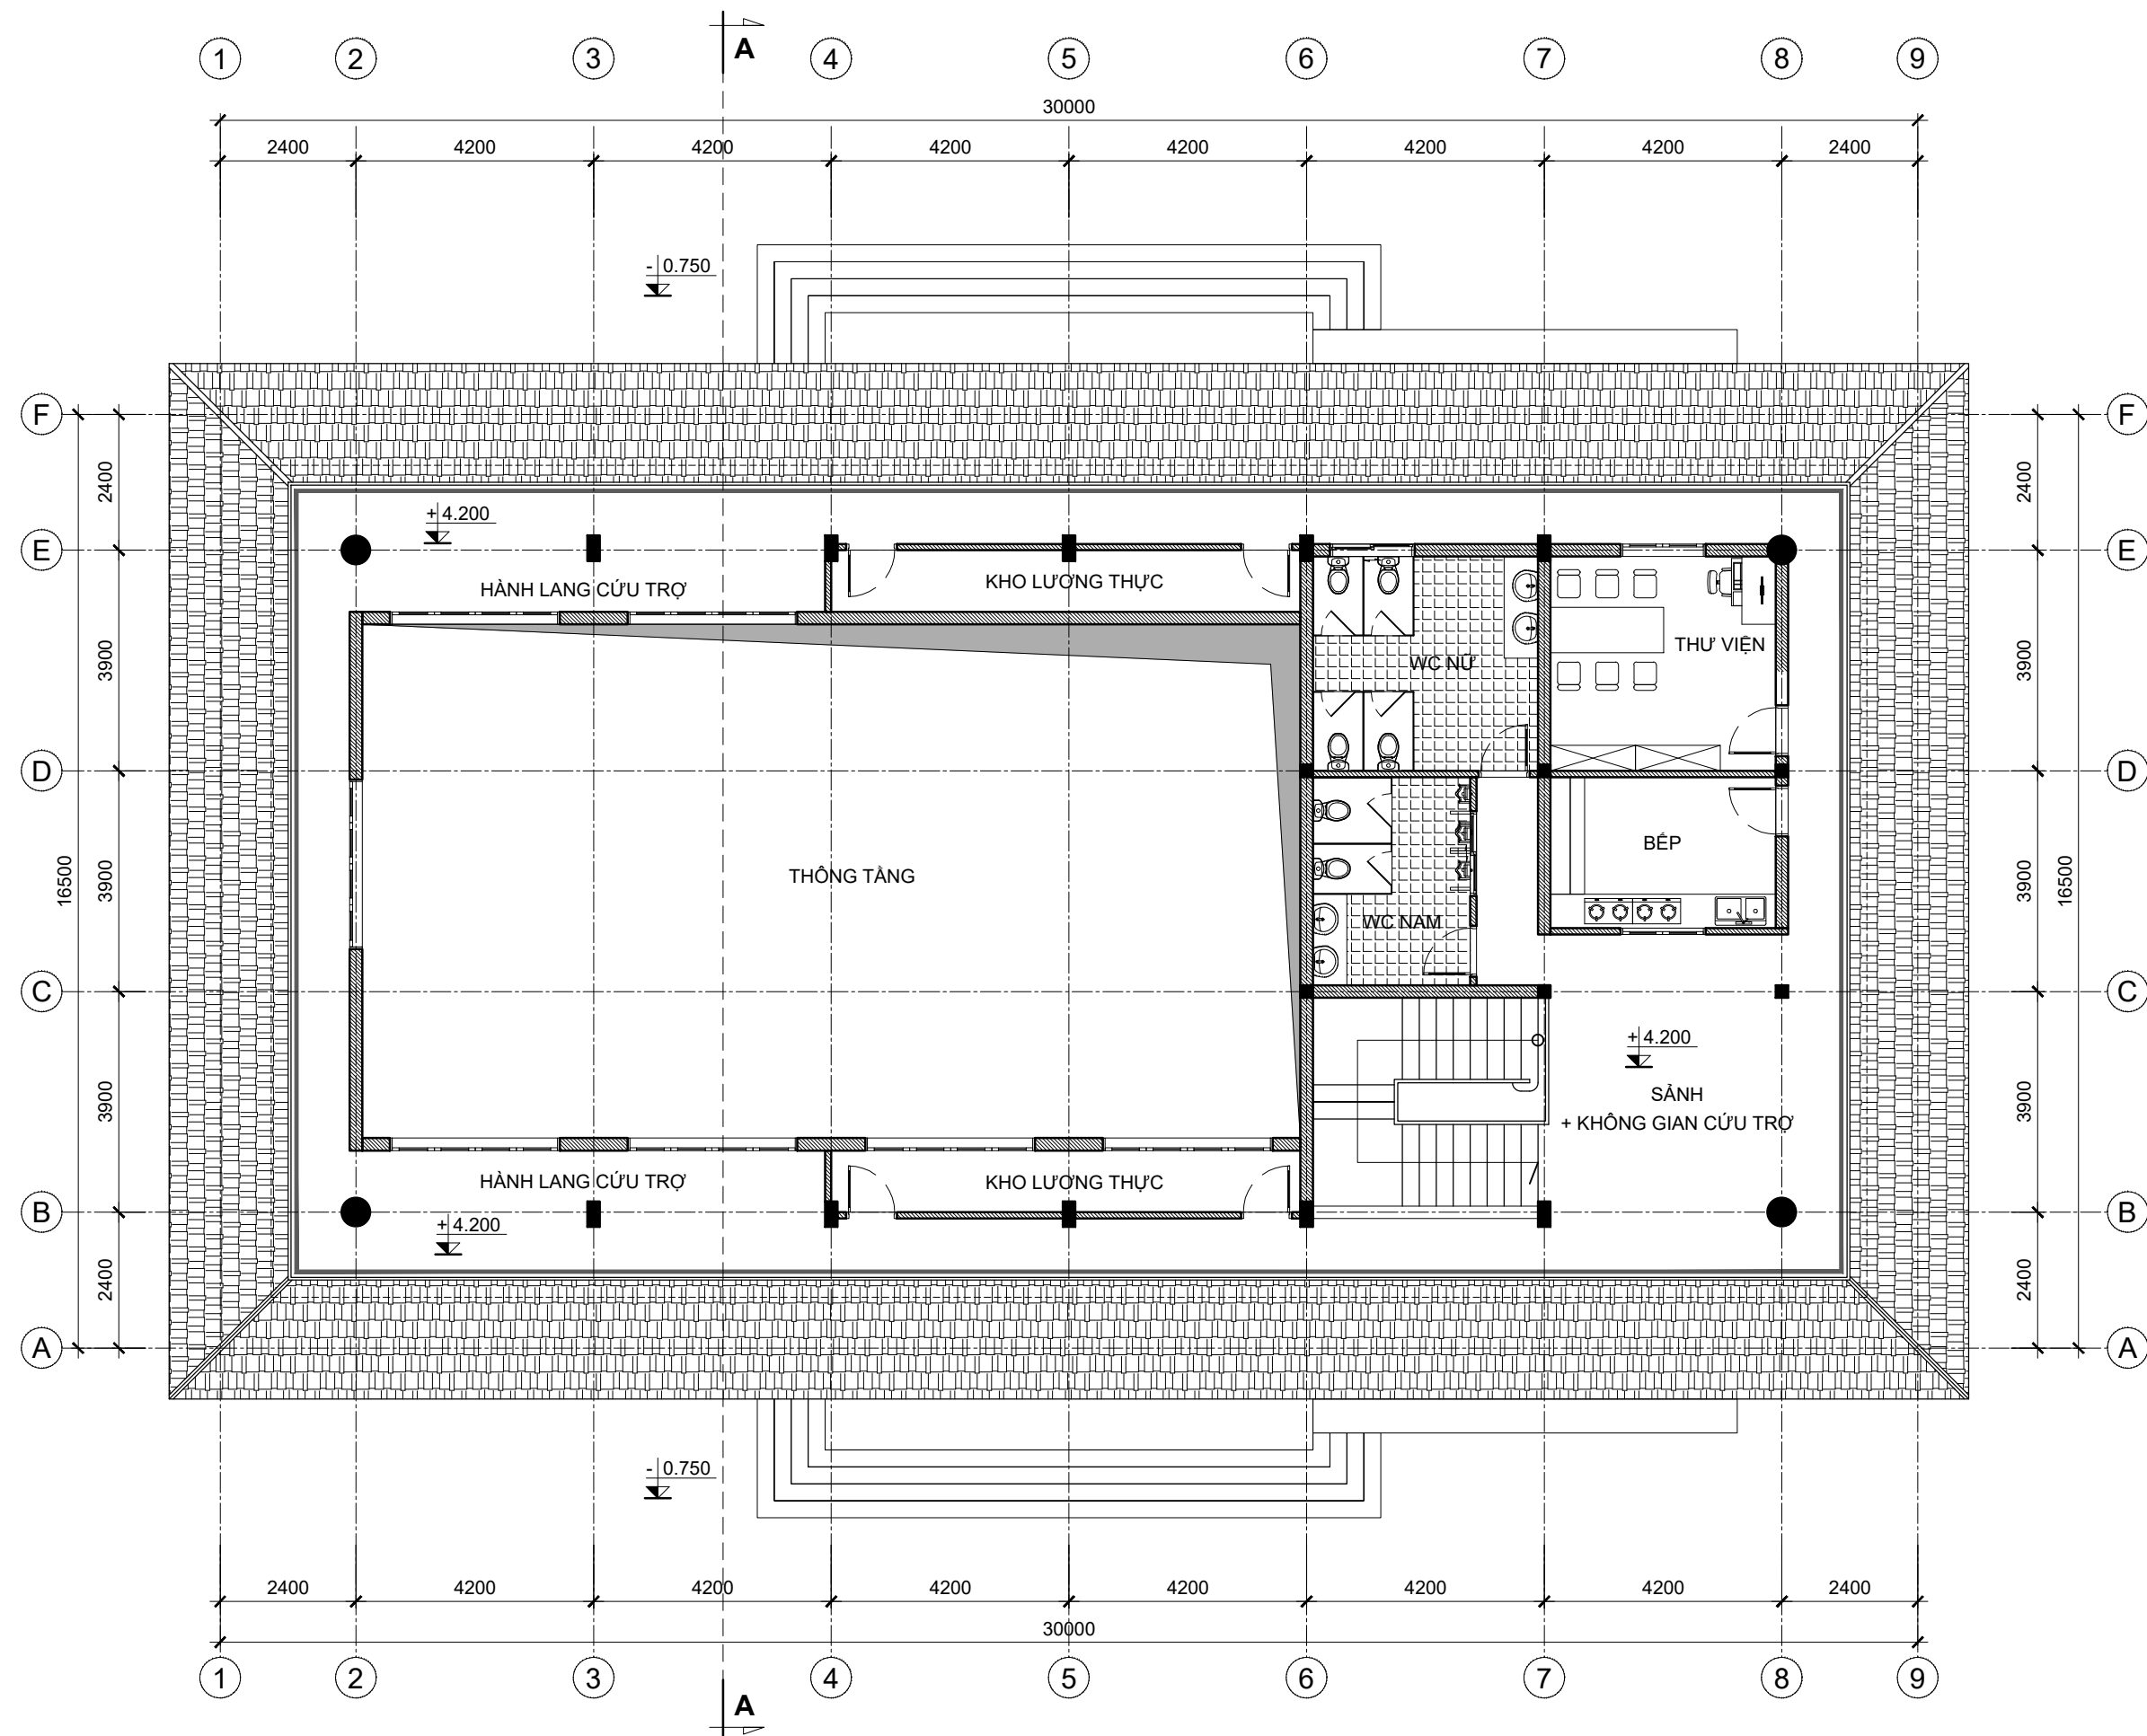 A
1 2 3 4 5 6 7 8 9
30000
2400 4200 4200 4200 4200 4200 4200 2400
- 0.750
F F
2400 2400
+ 4.200
E E
HÀNH LANG CỨU TRỢ KHO LƯƠNG THỰC
3900 WC NỮ THƯ VIỆN 3900
D D
BẾP
16500 3900 THÔNG TẦNG 3900 16500
WC NAM
C C
+ 4.200
3900 SẢNH 3900
+ KHÔNG GIAN CỨU TRỢ
HÀNH LANG CỨU TRỢ KHO LƯƠNG THỰC
B B
+ 4.200
2400 2400
A A
- 0.750
2400 4200 4200 4200 4200 4200 4200 2400
30000
1 2 3 4 5 6 7 8 9
A